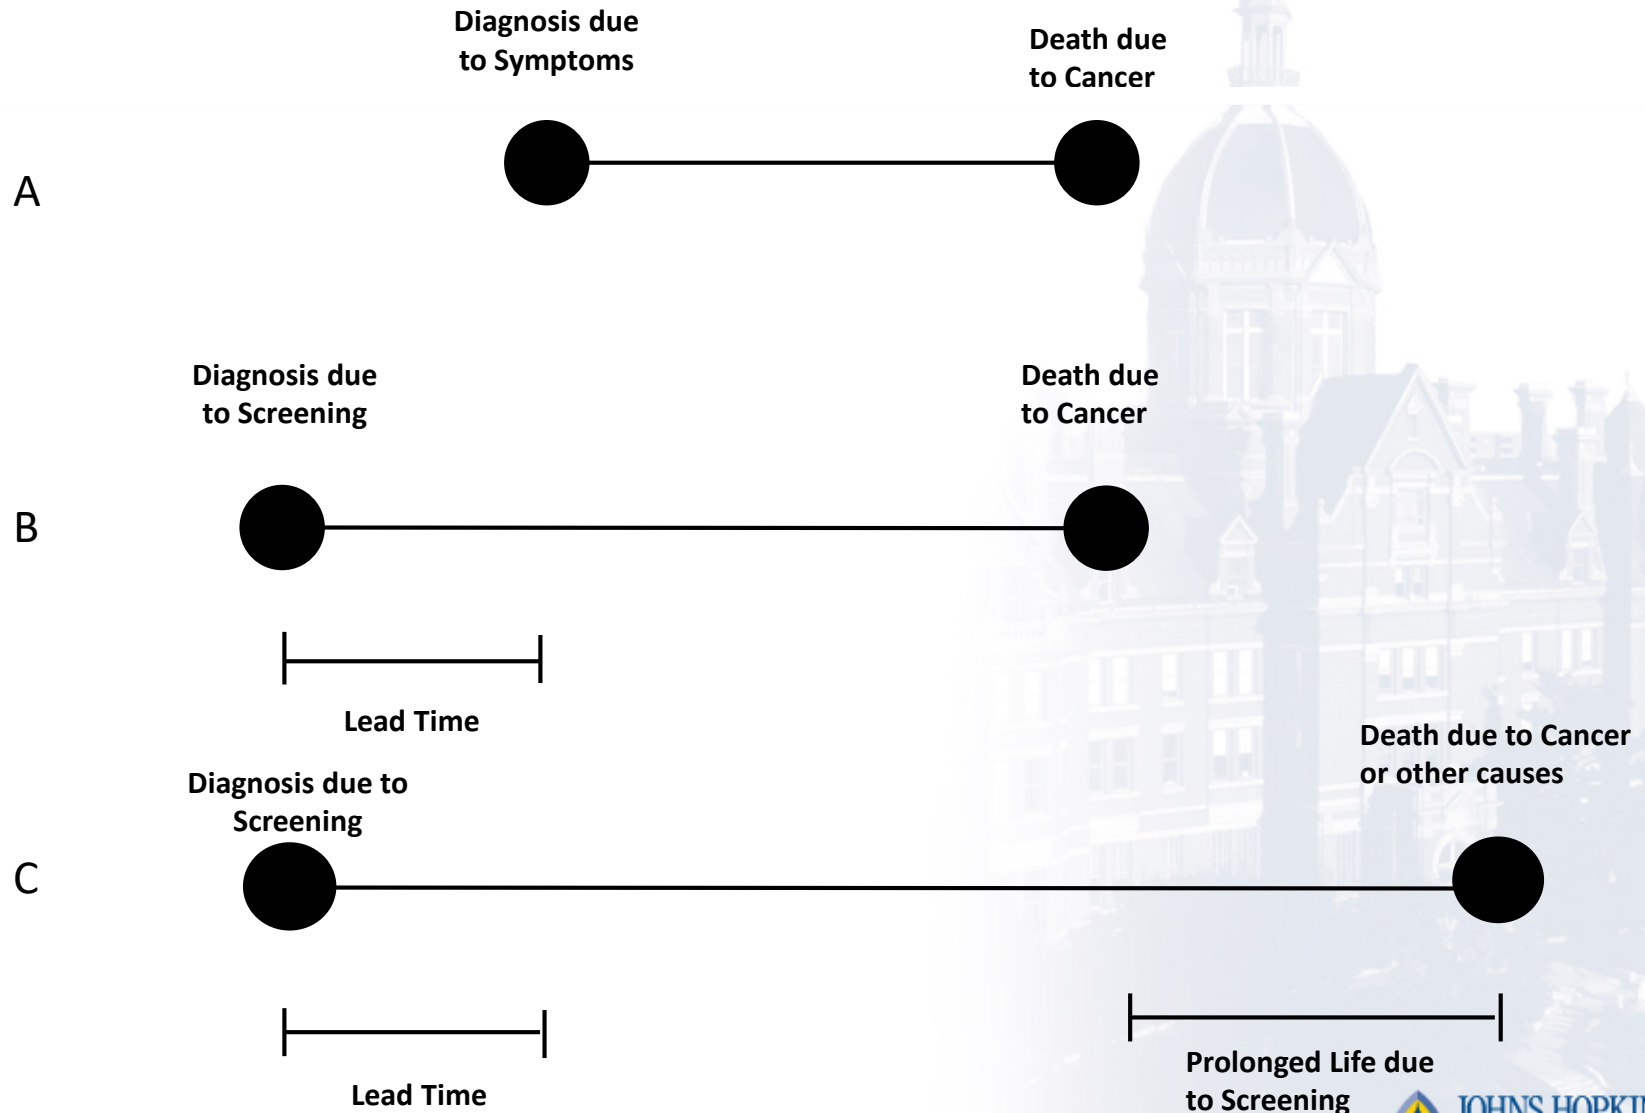 Diagnosis due
to Symptoms
Death due
to Cancer
A
Diagnosis due
to Screening
Death due
to Cancer
B
Lead Time
Diagnosis due to
Screening
Death due to Cancer
or other causes
C
Lead Time
Prolonged Life due
to Screening
JOHNS